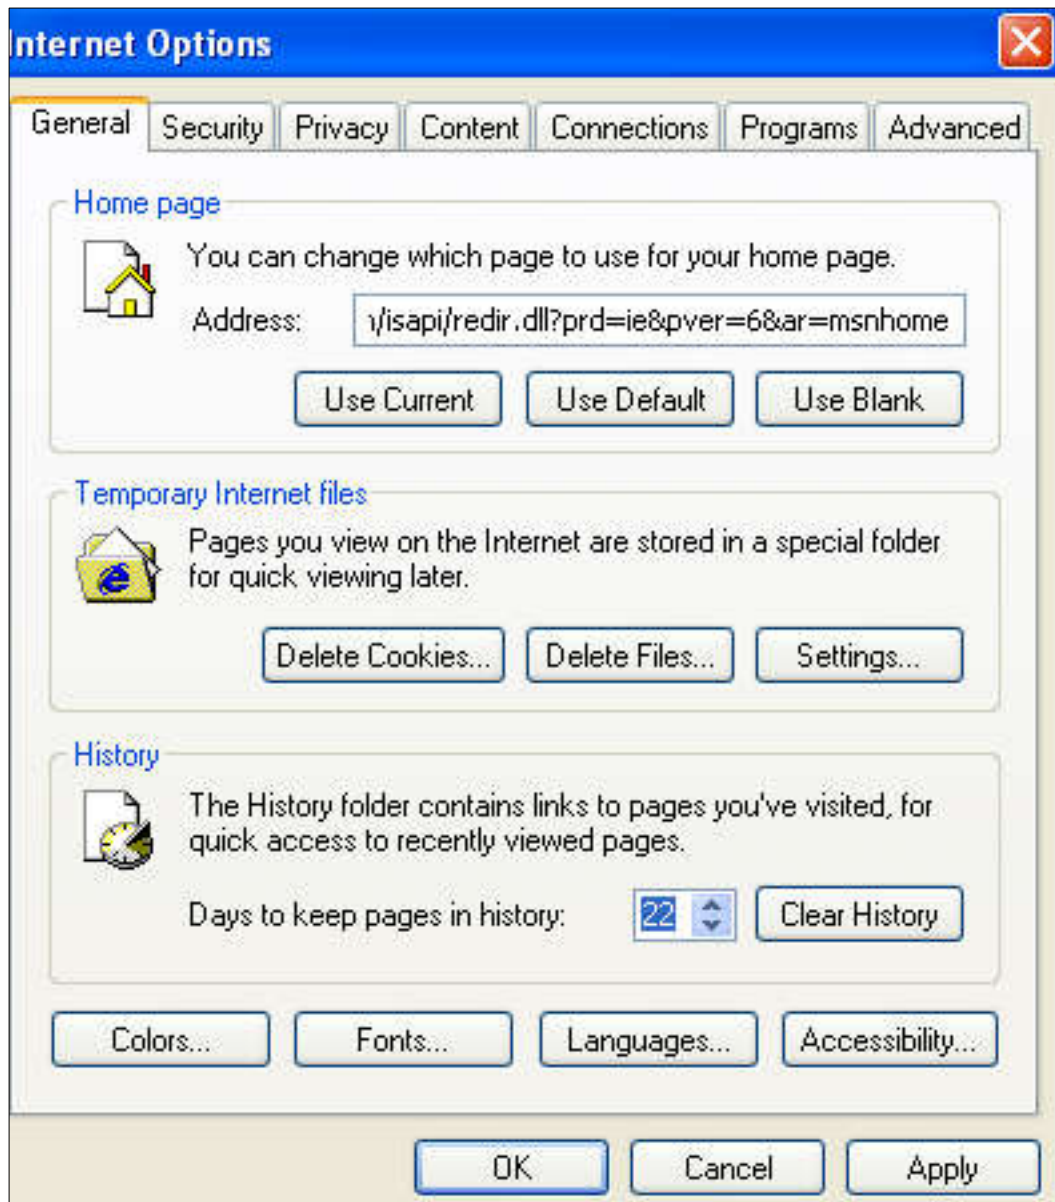 Internet Options
General Security Privacy Content Connections Programs Advanced
Home page
You can change which page to use for your home page.
Address: /isapi/redir.dll?prd=ie&pver=6&ar=msnhome
Use Current Use Default Use Blank
Temporary Internet files
Pages you view on the Internet are stored in a special folder
for quick viewing later.
Delete Cookies... Delete Files... Settings...
History
The History folder contains links to pages you've visited, for
quick access to recently viewed pages.
Days to keep pages in history: 22 Clear History
Colors... Fonts... Languages... Accessibility...
OK Cancel Apply